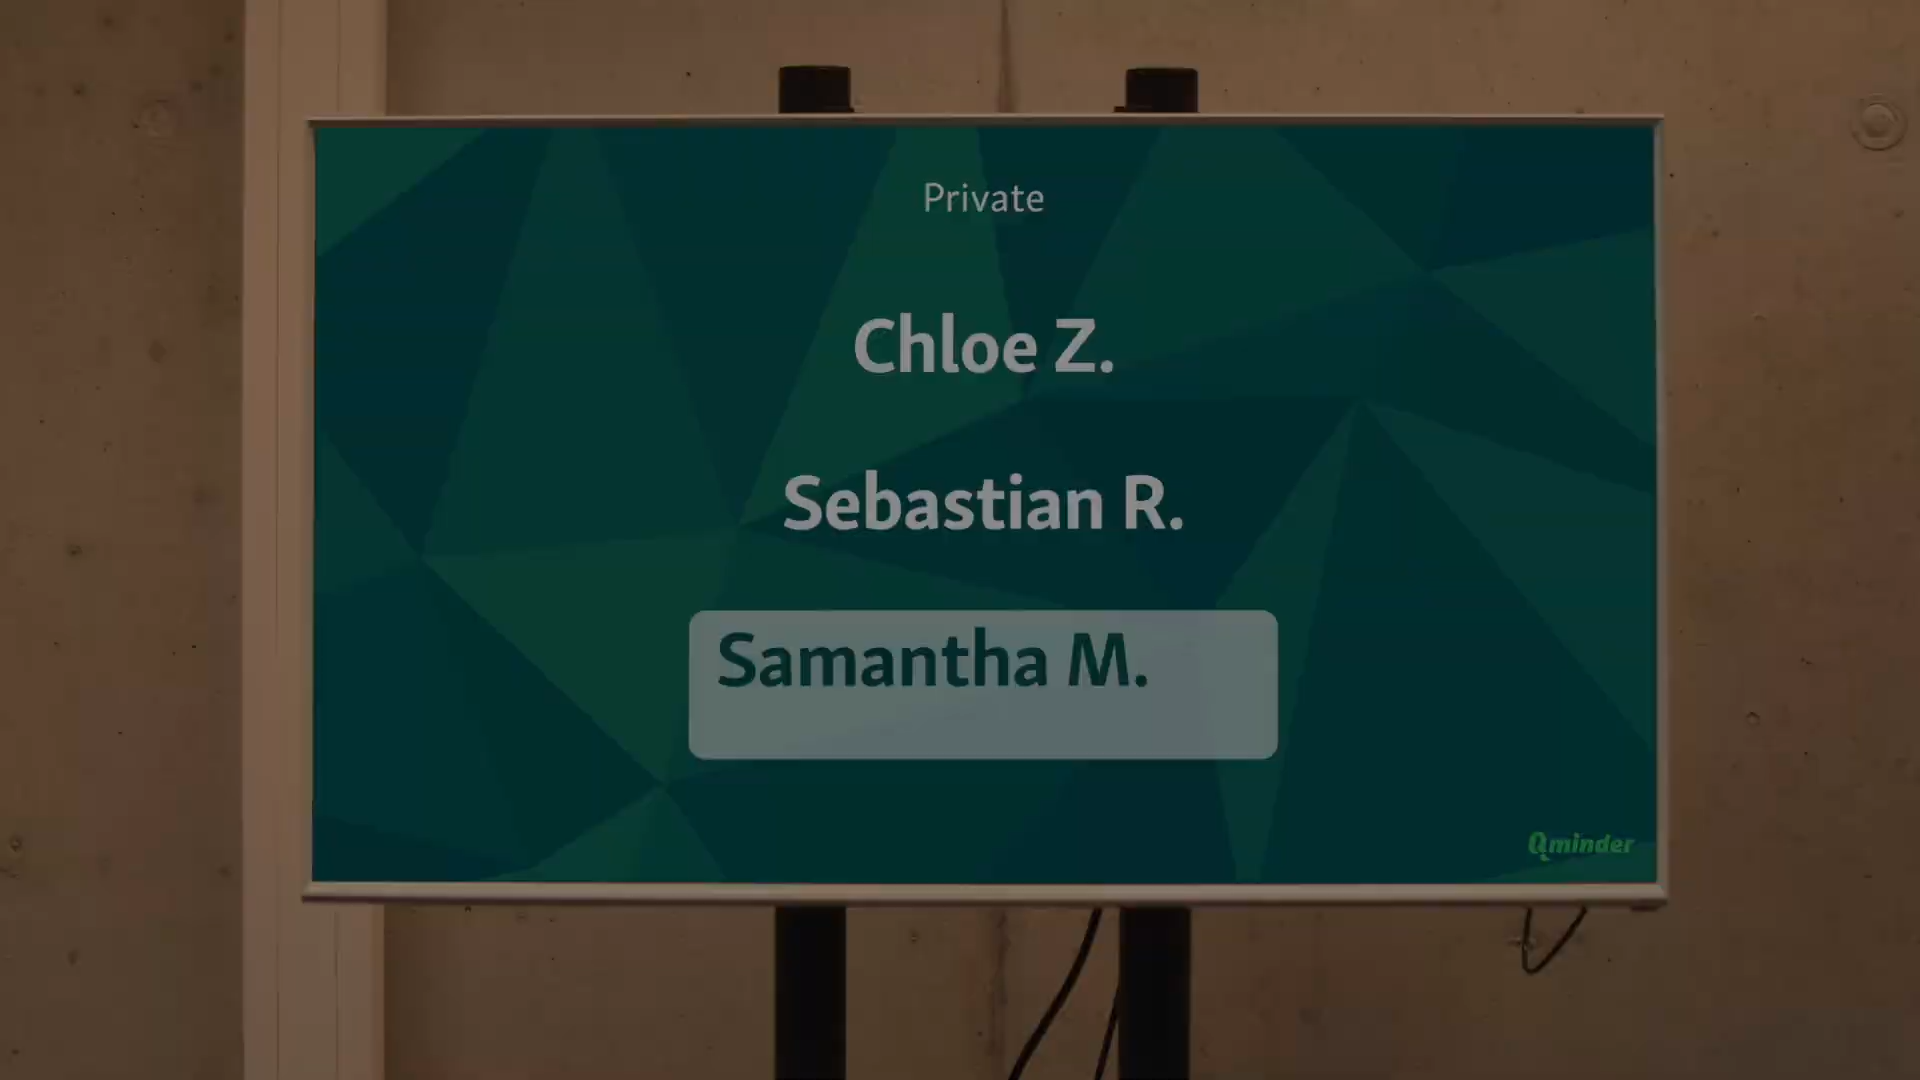 Private
Chloe Z.
Sebastian R.
Samantha M.
Qminder